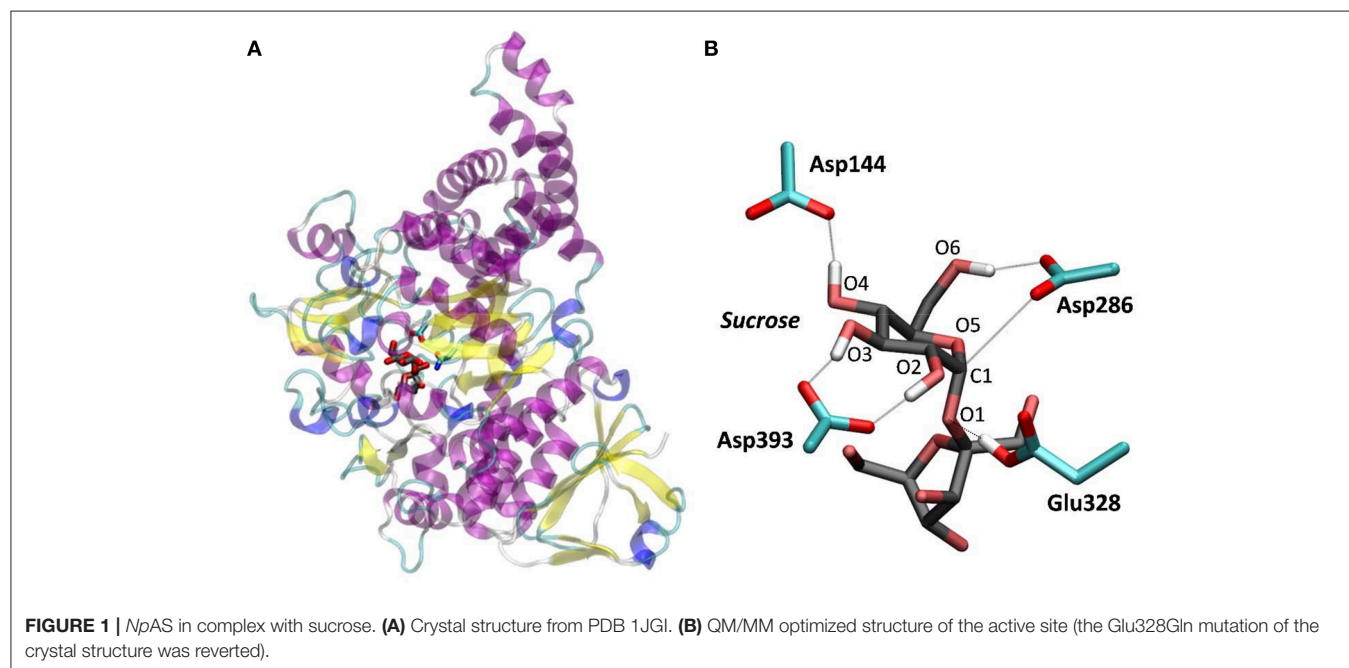 A
B
Asp144
O6
O4
Asp286
Sucrose
O5
O3
O2
C1
O1
Asp393
Glu328
FIGURE 1 | NpAS in complex with sucrose. (A) Crystal structure from PDB 1JGI. (B) QM/MM optimized structure of the active site (the Glu328Gln mutation of the
crystal structure was reverted).